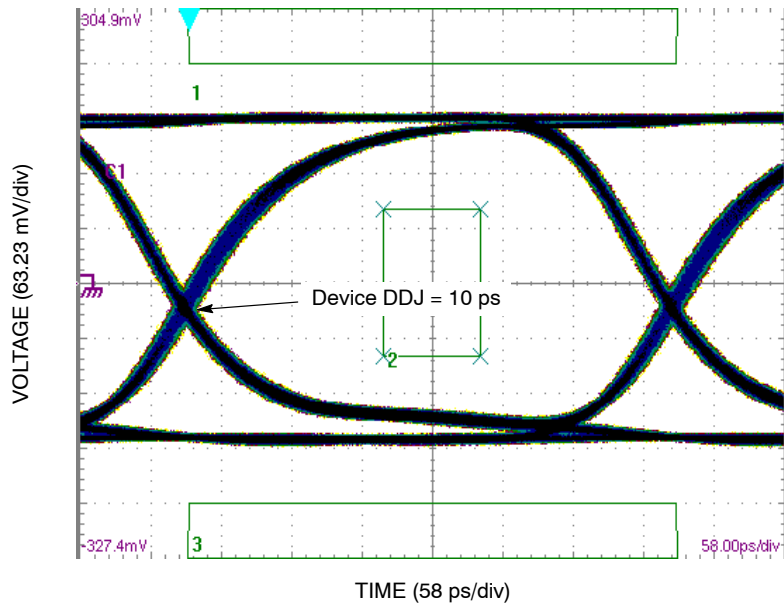 304.9mV
1
C1
VOLTAGE (63.23 mV/div)
Device DDJ = 10 ps
2
-327.4mV
3
58.00ps/div
TIME (58 ps/div)